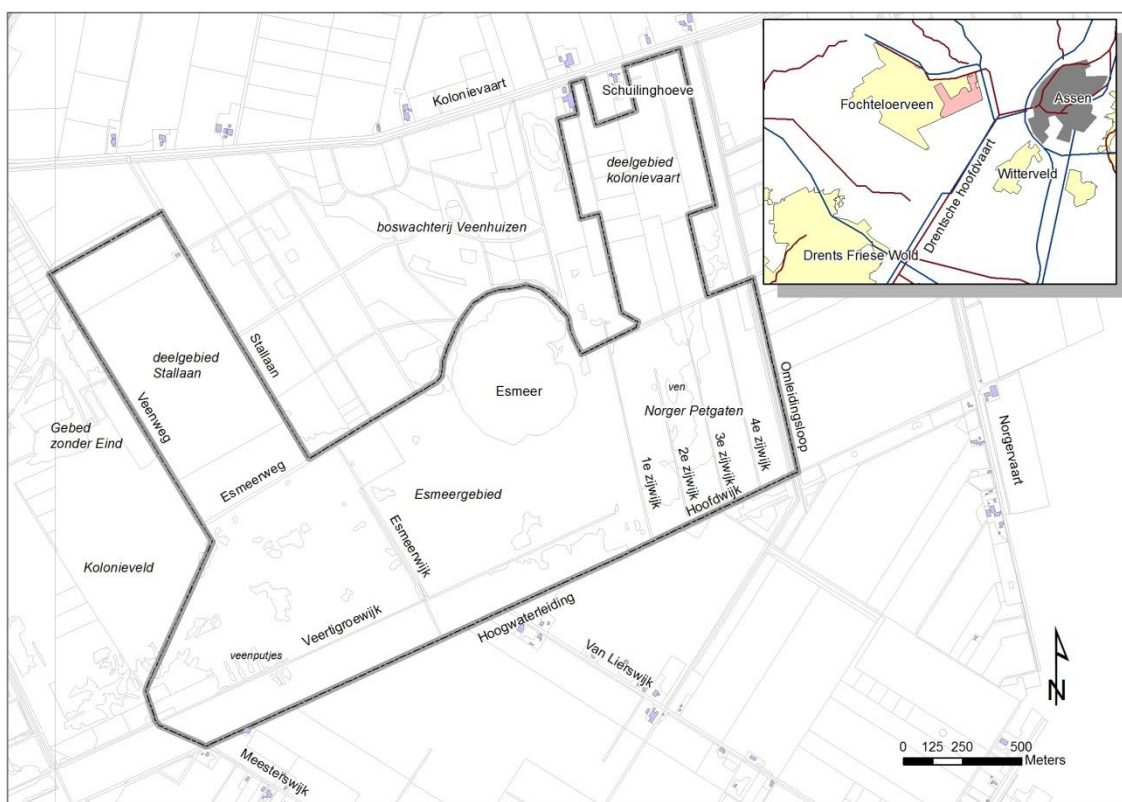 Kolonievaart
Schuilinghoeve
deelgebied
kolonievaart
boswachterij Veenhuizen
Fochteloerveen
Assen
Witterveld
Drentsche hoofdvaart
Drents Friese Wold
deelgebied
Stallaan
Stallaan
Veenweg
Gebed
zonder Eind
Esmeerweg
Esmeer
ven
Norger Petgaten
1e zijwijk
2e zijwijk
3e zijwijk
4e zijwijk
Omleidingsloop
Hoofdwijk
Norgervaart
Esmeergebied
Esmeerwijk
Kolonieveld
Veertigroewijk
Hoogwaterleiding
veenputjes
Van Lierswijk
Meesterswijk
N
0 125 250 500
Meters